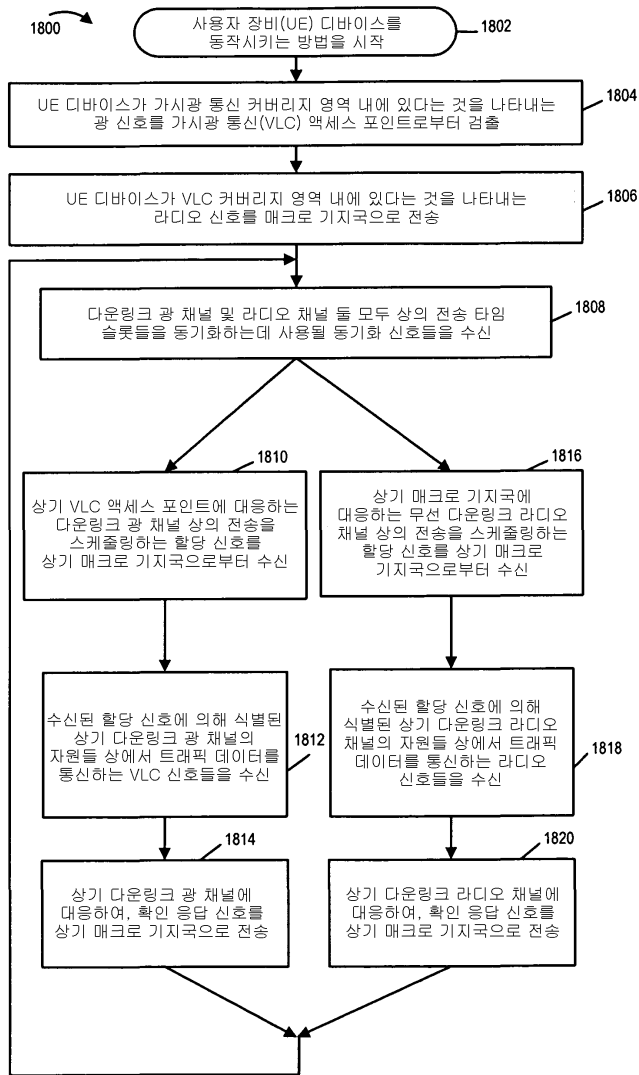 1800
사용자 장비(UE) 디바이스를
동작시키는 방법을 시작
1802
UE 디바이스가 가시광 통신 커버리지 영역 내에 있다는 것을 나타내는
광 신호를 가시광 통신(VLC) 액세스 포인트로부터 검출
1804
UE 디바이스가 VLC 커버리지 영역 내에 있다는 것을 나타내는
라디오 신호를 매크로 기지국으로 전송
1806
다운링크 광 채널 및 라디오 채널 둘 모두 상의 전송 타임
슬롯들을 동기화하는데 사용될 동기화 신호들을 수신
1808
1810
상기 VLC 액세스 포인트에 대응하는
다운링크 광 채널 상의 전송을
스케줄링하는 할당 신호를
상기 매크로 기지국으로부터 수신
1816
상기 매크로 기지국에
대응하는 무선 다운링크 라디오
채널 상의 전송을 스케줄링하는
할당 신호를 상기 매크로
기지국으로부터 수신
수신된 할당 신호에 의해 식별된
상기 다운링크 광 채널의
자원들 상에서 트래픽 데이터를
통신하는 VLC 신호들을 수신
1812
수신된 할당 신호에 의해
식별된 상기 다운링크 라디오
채널의 자원들 상에서 트래픽
데이터를 통신하는 라디오
신호들을 수신
1818
1814
상기 다운링크 광 채널에
대응하여, 확인 응답 신호를
상기 매크로 기지국으로 전송
1820
상기 다운링크 라디오 채널에
대응하여, 확인 응답 신호를
상기 매크로 기지국으로 전송